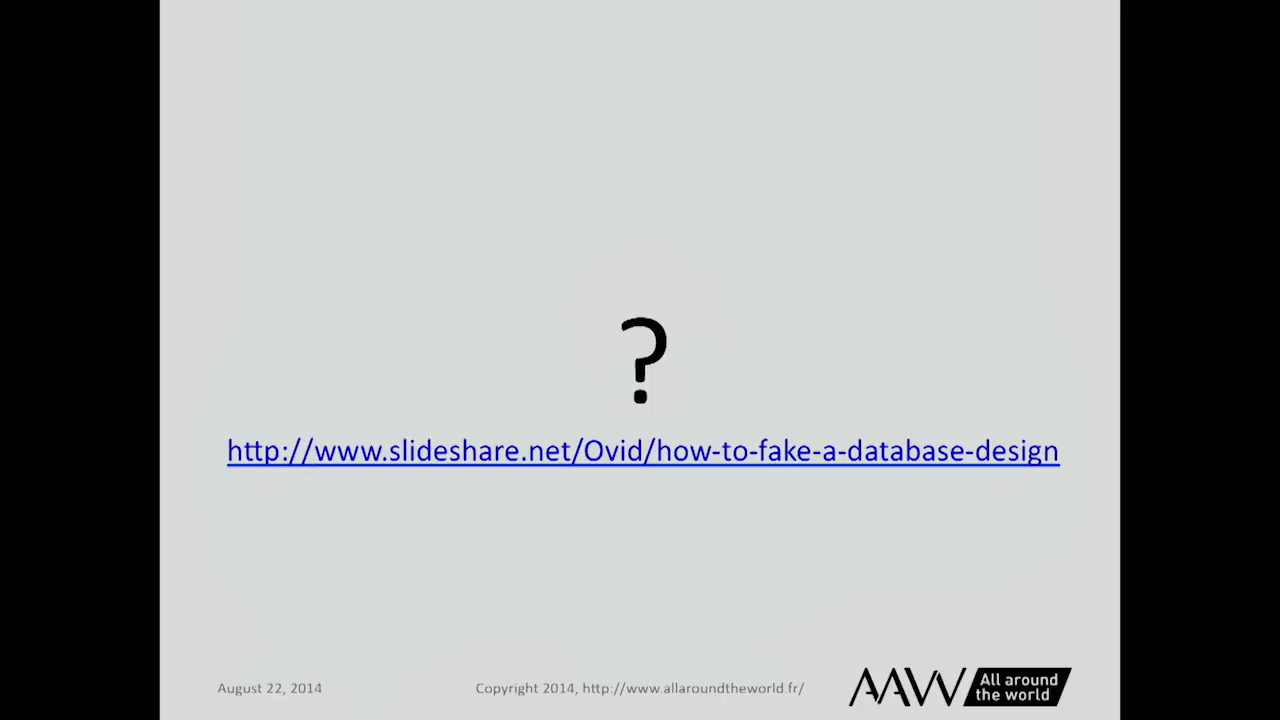 ?
http://www.slideshare.net/Ovid/how-to-fake-a-database-design
August 22, 2014
Copyright 2014, http://www.allaroundtheworld.fr/
AAW
All around
the world